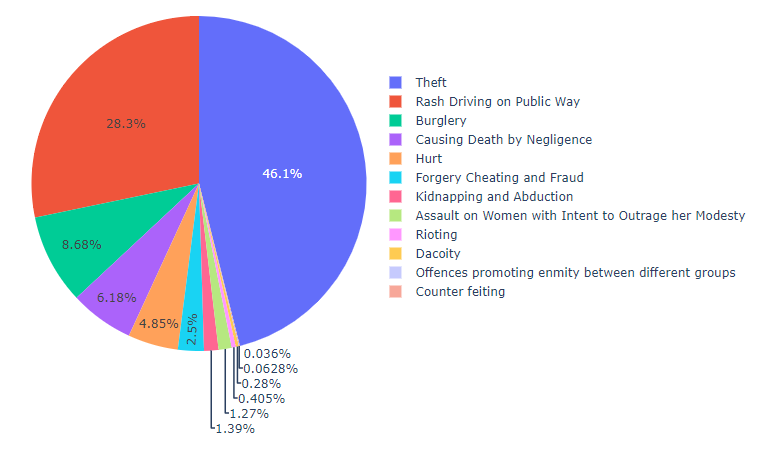 46.1%
28.3%
8.68%
6.18%
4.85%
2.5%
0.036%
0.0628%
0.28%
0.405%
1.27%
1.39%
Theft
Rash Driving on Public Way
Burglery
Causing Death by Negligence
Hurt
Forgery Cheating and Fraud
Kidnapping and Abduction
Assault on Women with Intent to Outrage her Modesty
Rioting
Dacoity
Offences promoting enmity between different groups
Counter feiting